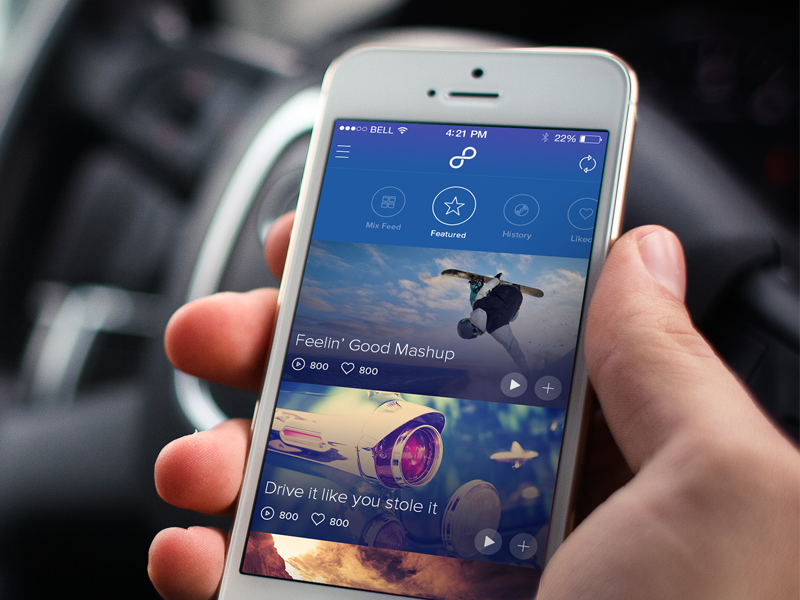 BELL 4:21 PM 22%
Mix Feed Featured History Liked
Feelin' Good Mashup
800 800
Drive it like you stole it
800 800